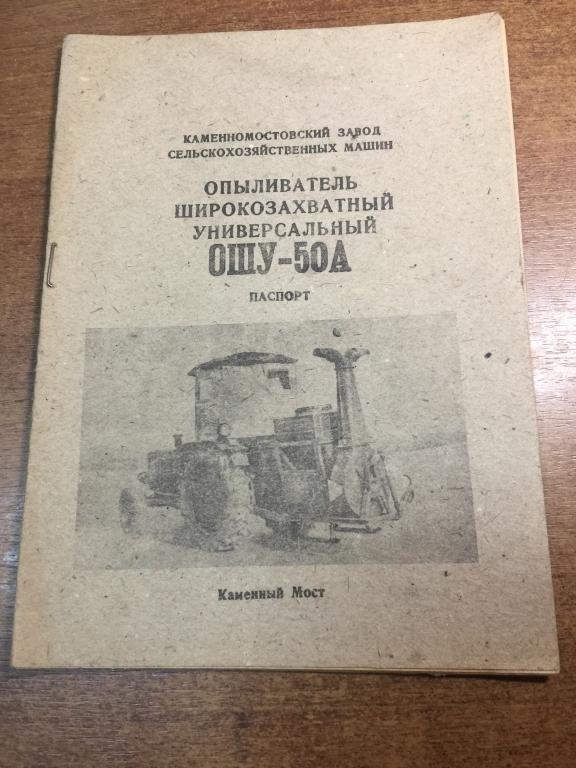 КАМЕННОМОСТОВСКИЙ ЗАВОД
СЕЛЬСКОХОЗЯЙСТВЕННЫХ МАШИН
ОПЫЛИВАТЕЛЬ
ШИРОКОЗАХВАТНЫЙ
УНИВЕРСАЛЬНЫЙ
ОШУ-50А
ПАСПОРТ
Каменный Мост